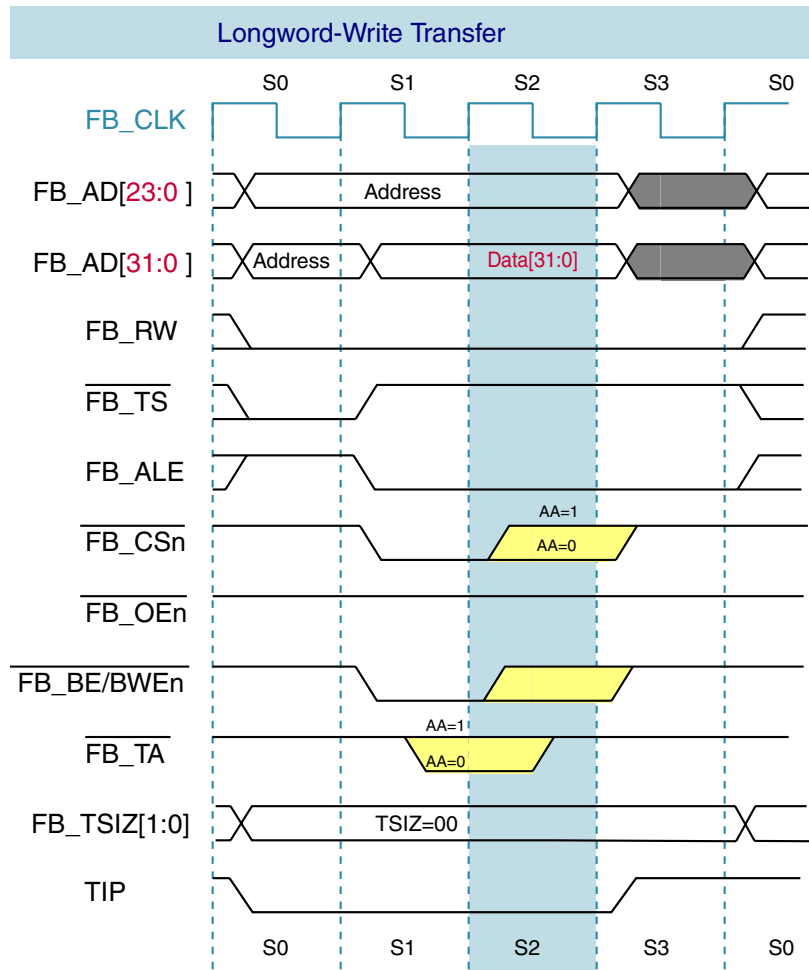 Longword-Write Transfer
S0 S1 S2 S3 S0
FB_CLK
FB_AD[23:0 ] Address
FB_AD[31:0 ] Address Data[31:0]
FB_RW
FB_TS
FB_ALE
AA=1
FB_CSn AA=0
FB_OEn
FB_BE/BWEn
AA=1
FB_TA AA=0
FB_TSIZ[1:0] TSIZ=00
TIP
S0 S1 S2 S3 S0